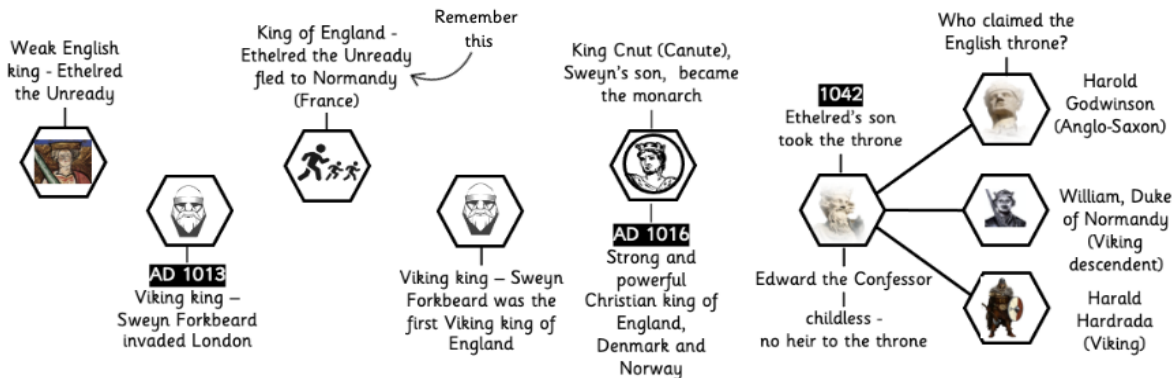 Weak English
king - Ethelred
the Unready
AD 1013
Viking king –
Sweyn Forkbeard
invaded London
King of England -
Ethelred the Unready
fled to Normandy
(France)
Remember
this
Viking king – Sweyn
Forkbeard was the
first Viking king of
England
King Cnut (Canute),
Sweyn's son, became
the monarch
AD 1016
Strong and
powerful
Christian king of
England,
Denmark and
Norway
1042
Ethelred's son
took the throne
Edward the Confessor
childless -
no heir to the throne
Who claimed the
English throne?
Harold
Godwinson
(Anglo-Saxon)
William, Duke
of Normandy
(Viking
descendent)
Harald
Hardrada
(Viking)